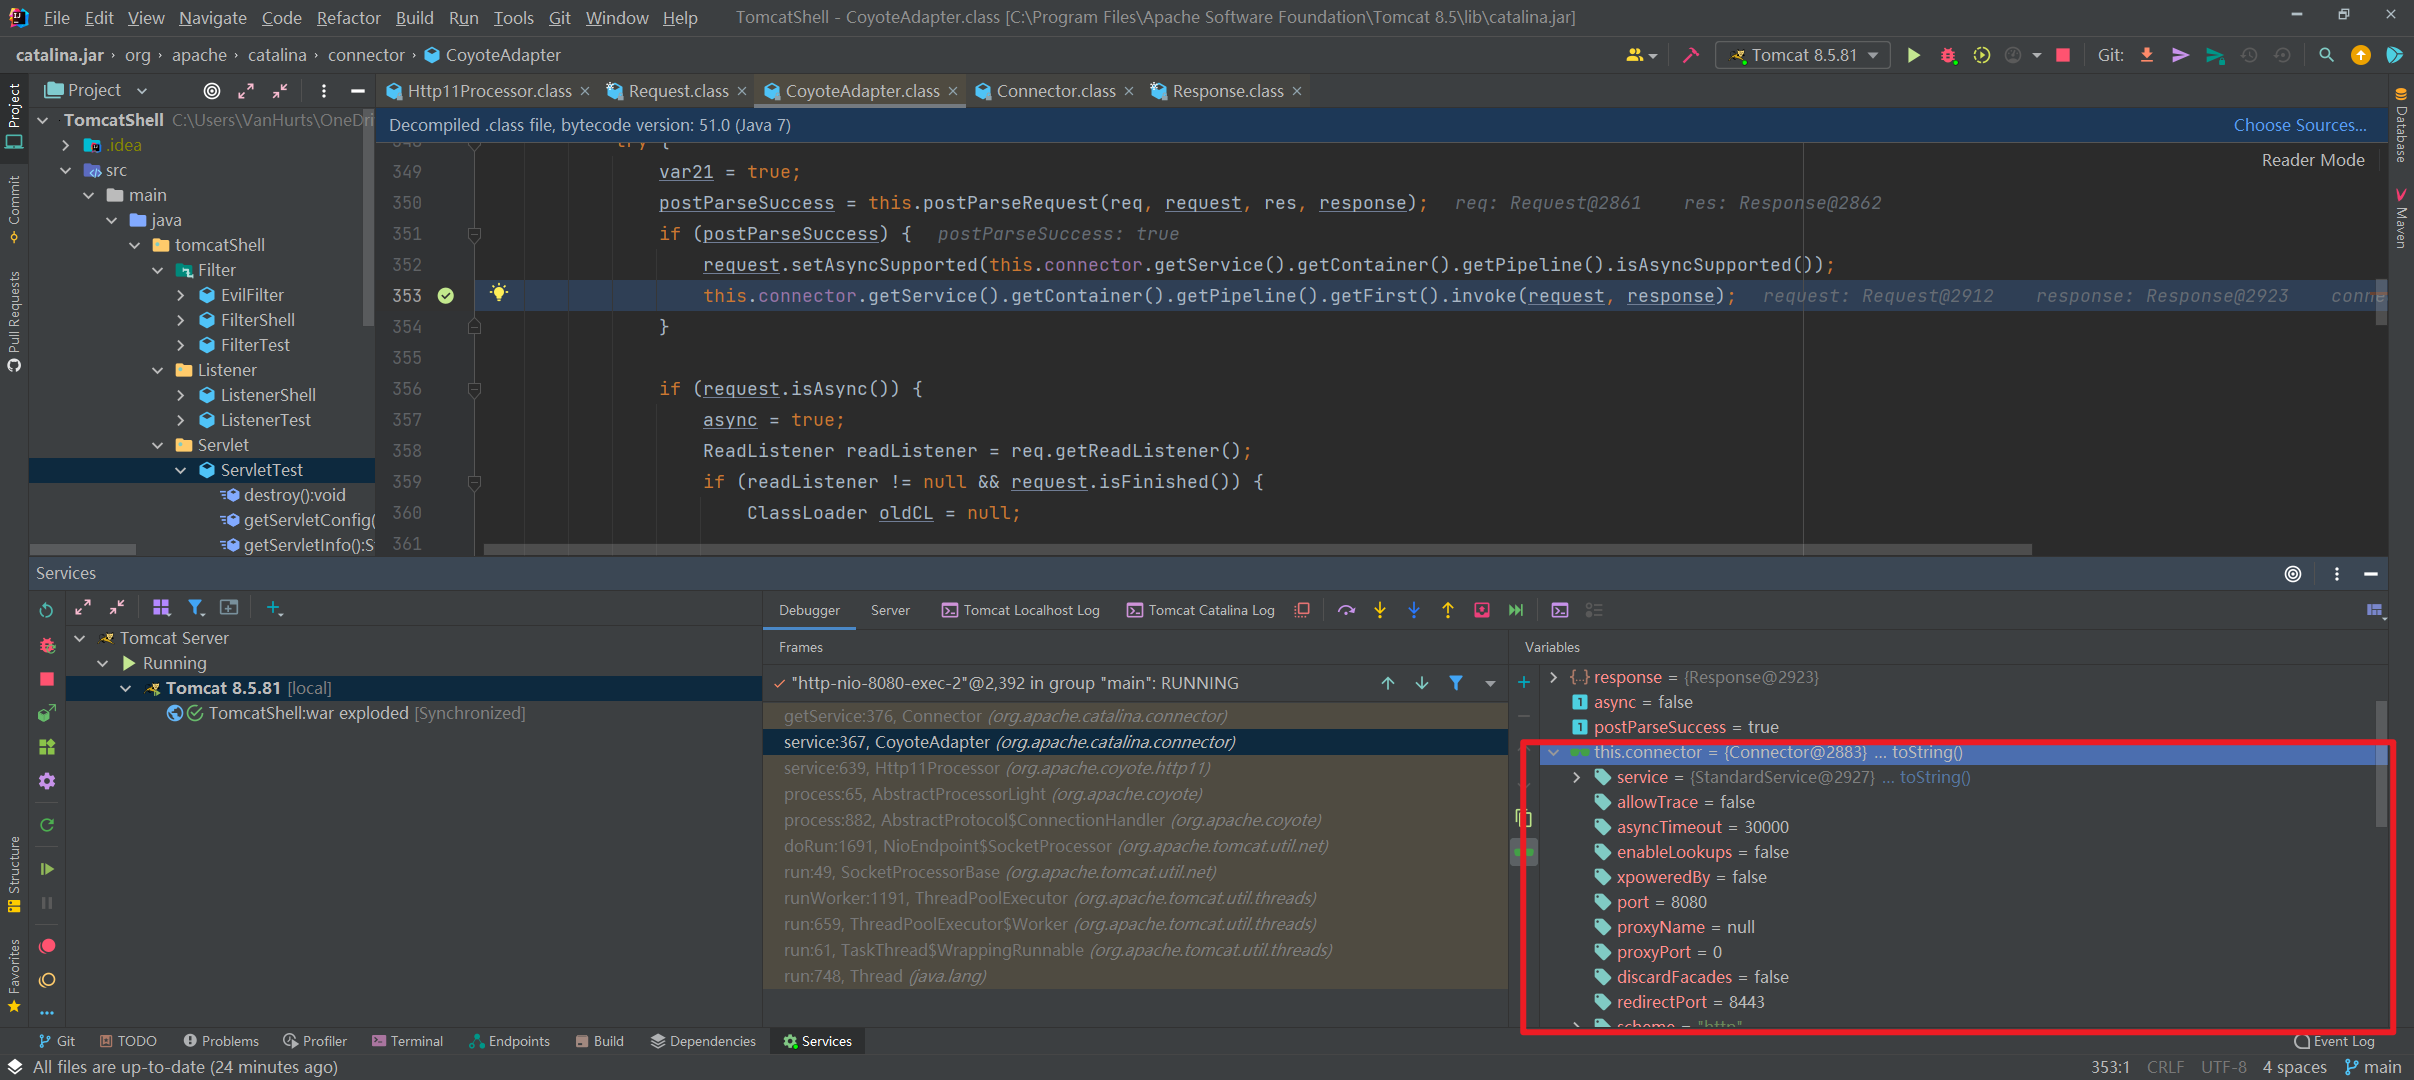 File Edit View Navigate Code Refactor Build Run Tools Git Window Help TomcatShell - CoyoteAdapter.class [C:\Program Files\Apache Software Foundation\Tomcat 8.5\lib\catalina.jar]
catalina.jar › org › apache › catalina › connector › CoyoteAdapter
Tomcat 8.5.81
Git:
Project
Http11Processor.class Request.class CoyoteAdapter.class Connector.class Response.class
Decompiled .class file, bytecode version: 51.0 (Java 7) Choose Sources...
Reader Mode
Project
Commit
Pull Requests
Structure
Favorites
Database
Maven
TomcatShell C:\Users\VanHurts\OneDri
.idea
src
main
java
tomcatShell
Filter
EvilFilter
FilterShell
FilterTest
Listener
ListenerShell
ListenerTest
Servlet
ServletTest
destroy():void
getServletConfig(
getServletInfo():S
348 try {
349 var21 = true;
350 postParseSuccess = this.postParseRequest(req, request, res, response); req: Request@2861 res: Response@2862
351 if (postParseSuccess) { postParseSuccess: true
352 request.setAsyncSupported(this.connector.getService().getContainer().getPipeline().isAsyncSupported());
353 this.connector.getService().getContainer().getPipeline().getFirst().invoke(request, response); request: Request@2912 response: Response@2923 conne
354 }
355
356 if (request.isAsync()) {
357 async = true;
358 ReadListener readListener = req.getReadListener();
359 if (readListener != null && request.isFinished()) {
360 ClassLoader oldCL = null;
361
Services
Tomcat Server
Running
Tomcat 8.5.81 [local]
TomcatShell:war exploded [Synchronized]
Debugger Server Tomcat Localhost Log Tomcat Catalina Log
Frames
"http-nio-8080-exec-2"@2,392 in group "main": RUNNING
getService:376, Connector (org.apache.catalina.connector)
service:367, CoyoteAdapter (org.apache.catalina.connector)
service:639, Http11Processor (org.apache.coyote.http11)
process:65, AbstractProcessorLight (org.apache.coyote)
process:882, AbstractProtocol$ConnectionHandler (org.apache.coyote)
doRun:1691, NioEndpoint$SocketProcessor (org.apache.tomcat.util.net)
run:49, SocketProcessorBase (org.apache.tomcat.util.net)
runWorker:1191, ThreadPoolExecutor (org.apache.tomcat.util.threads)
run:659, ThreadPoolExecutor$Worker (org.apache.tomcat.util.threads)
run:61, TaskThread$WrappingRunnable (org.apache.tomcat.util.threads)
run:748, Thread (java.lang)
Variables
response = {Response@2923}
async = false
postParseSuccess = true
this.connector = {Connector@2883} ... toString()
service = {StandardService@2927} ... toString()
allowTrace = false
asyncTimeout = 30000
enableLookups = false
xpoweredBy = false
port = 8080
proxyName = null
proxyPort = 0
discardFacades = false
redirectPort = 8443
scheme = "http"
Git TODO Problems Profiler Terminal Endpoints Build Dependencies Services Event Log
All files are up-to-date (24 minutes ago) 353:1 CRLF UTF-8 4 spaces main